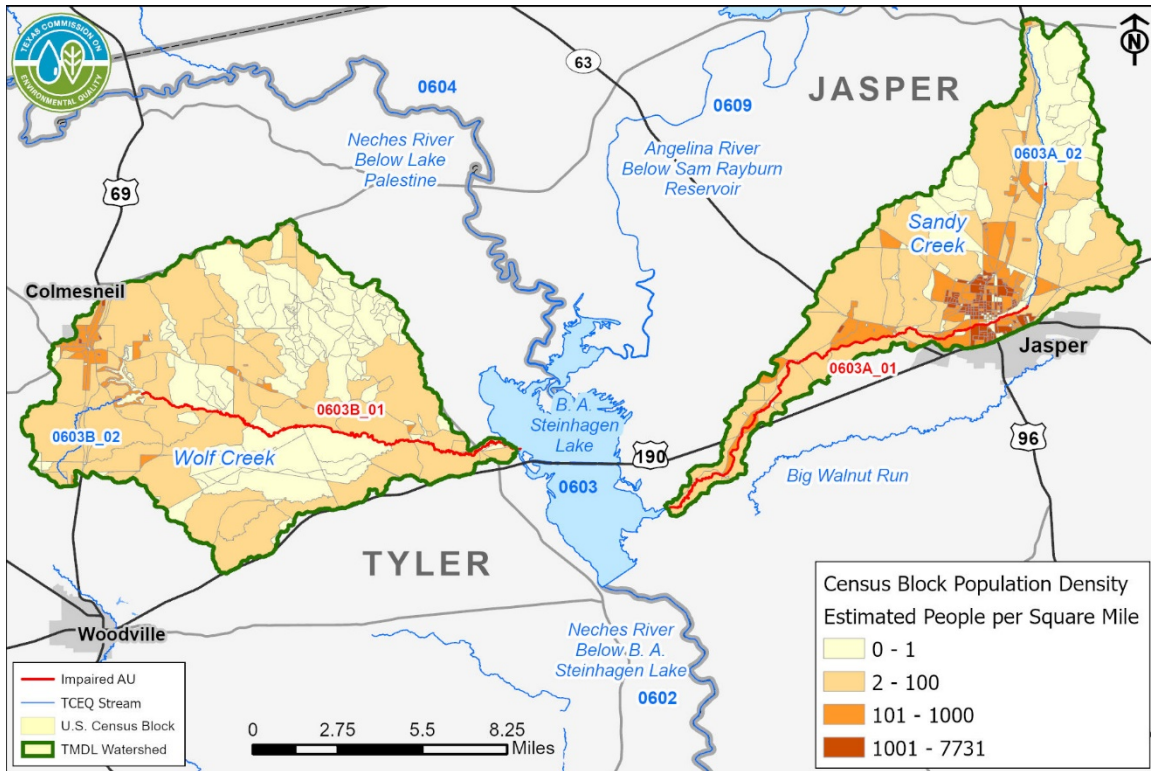 TEXAS COMMISSION ON
ENVIRONMENTAL QUALITY
0604
Neches River
Below Lake
Palestine
63
0609
Angelina River
Below Sam Rayburn
Reservoir
JASPER
N
69
Colmesneil
0603B_02
0603B_01
Wolf Creek
B. A.
Steinhagen
Lake
0603
190
0603A_02
Sandy
Creek
Jasper
0603A_01
96
Big Walnut Run
TYLER
Woodville
Neches River
Below B. A.
Steinhagen Lake
0602
Impaired AU
TCEQ Stream
U.S. Census Block
TMDL Watershed
0 2.75 5.5 8.25
Miles
Census Block Population Density
Estimated People per Square Mile
0 - 1
2 - 100
101 - 1000
1001 - 7731